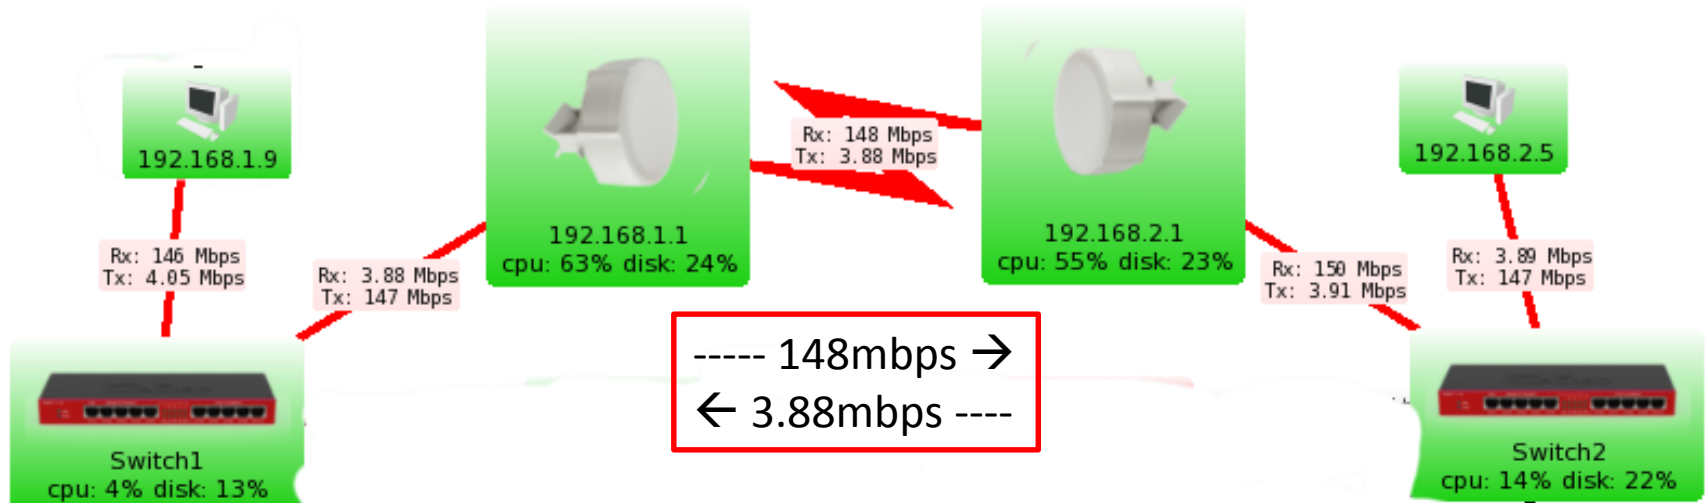 192.168.1.9
Rx: 146 Mbps
Tx: 4.05 Mbps
Rx: 3.88 Mbps
Tx: 147 Mbps
192.168.1.1
cpu: 63% disk: 24%
Rx: 148 Mbps
Tx: 3.88 Mbps
192.168.2.1
cpu: 55% disk: 23%
192.168.2.5
Rx: 150 Mbps
Tx: 3.91 Mbps
Rx: 3.89 Mbps
Tx: 147 Mbps
----- 148mbps →
← 3.88mbps ----
Switch1
cpu: 4% disk: 13%
Switch2
cpu: 14% disk: 22%